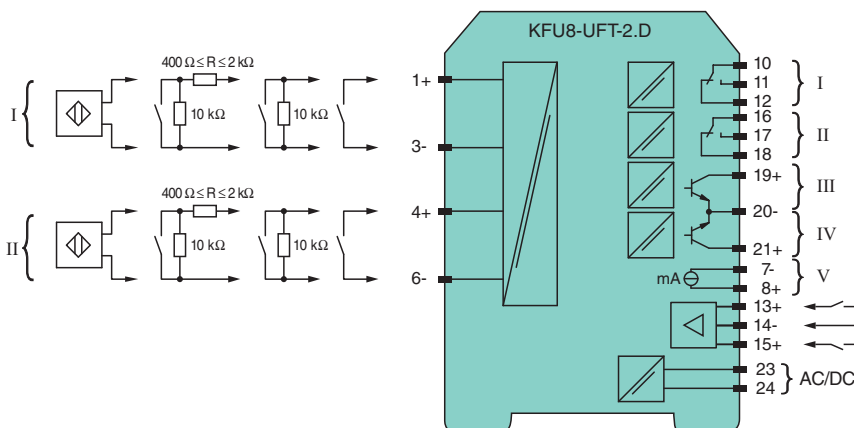 KFU8-UFT-2.D
400 Ω ≤ R ≤ 2 kΩ
I
10 kΩ
10 kΩ
1+
3-
400 Ω ≤ R ≤ 2 kΩ
II
10 kΩ
10 kΩ
4+
6-
10
11
12
I
16
17
18
II
19+
20-
III
21+
IV
mA
7-
8+
V
13+
14-
15+
23
24
AC/DC